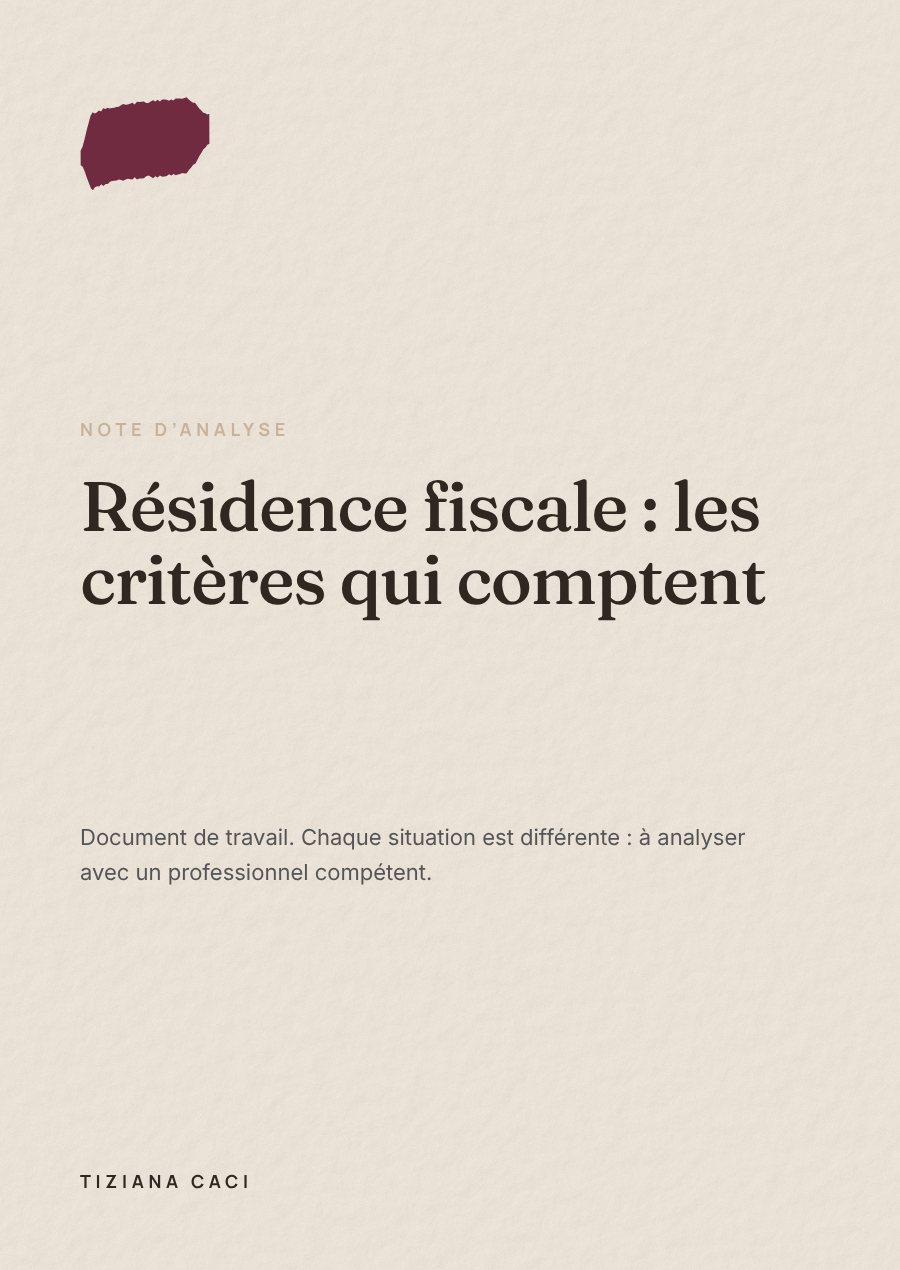 NOTE D’ANALYSE
Résidence fiscale : les
critères qui comptent
Document de travail. Chaque situation est différente : à analyser
avec un professionnel compétent.
TIZIANA CACI